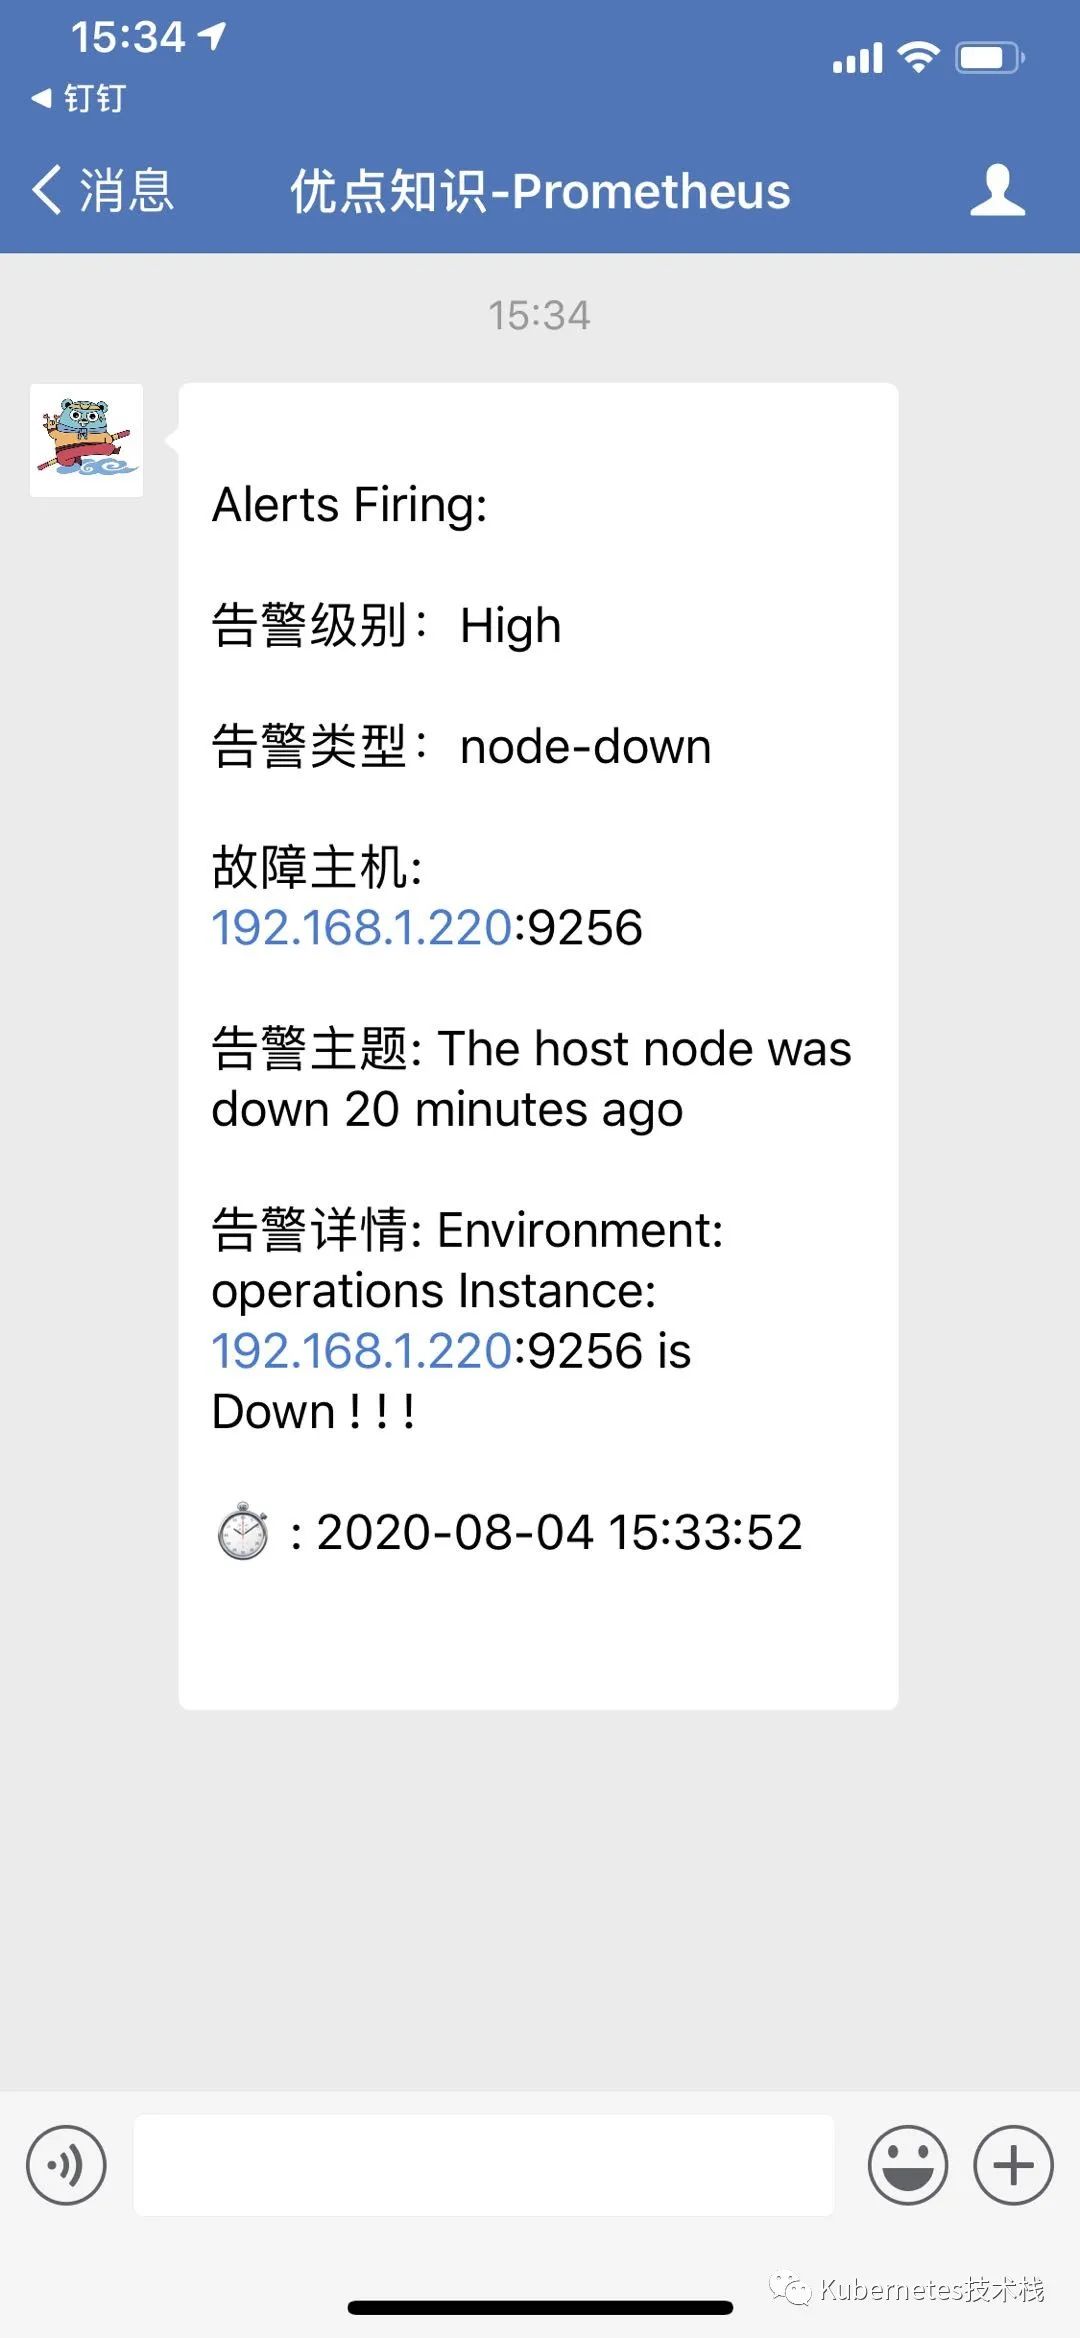 15:34
钉钉
消息
优点知识-Prometheus
15:34
Alerts Firing:
告警级别：High
告警类型：node-down
故障主机:
192.168.1.220:9256
告警主题: The host node was
down 20 minutes ago
告警详情: Environment:
operations Instance:
192.168.1.220:9256 is
Down！！！
: 2020-08-04 15:33:52
Kubernetes技术栈